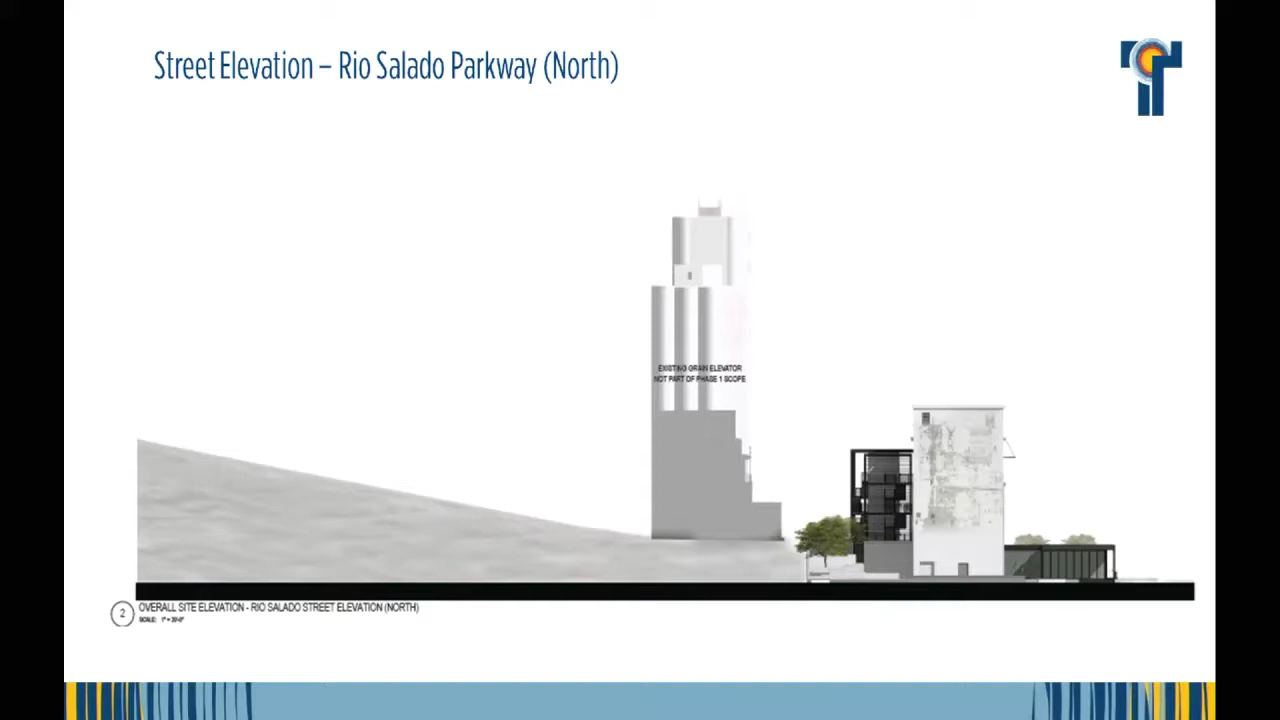 Street Elevation – Rio Salado Parkway (North)
EXISTING GRAIN ELEVATOR
NOT PART OF PHASE 1 SCOPE
2
OVERALL SITE ELEVATION - RIO SALADO STREET ELEVATION (NORTH)
SCALE: